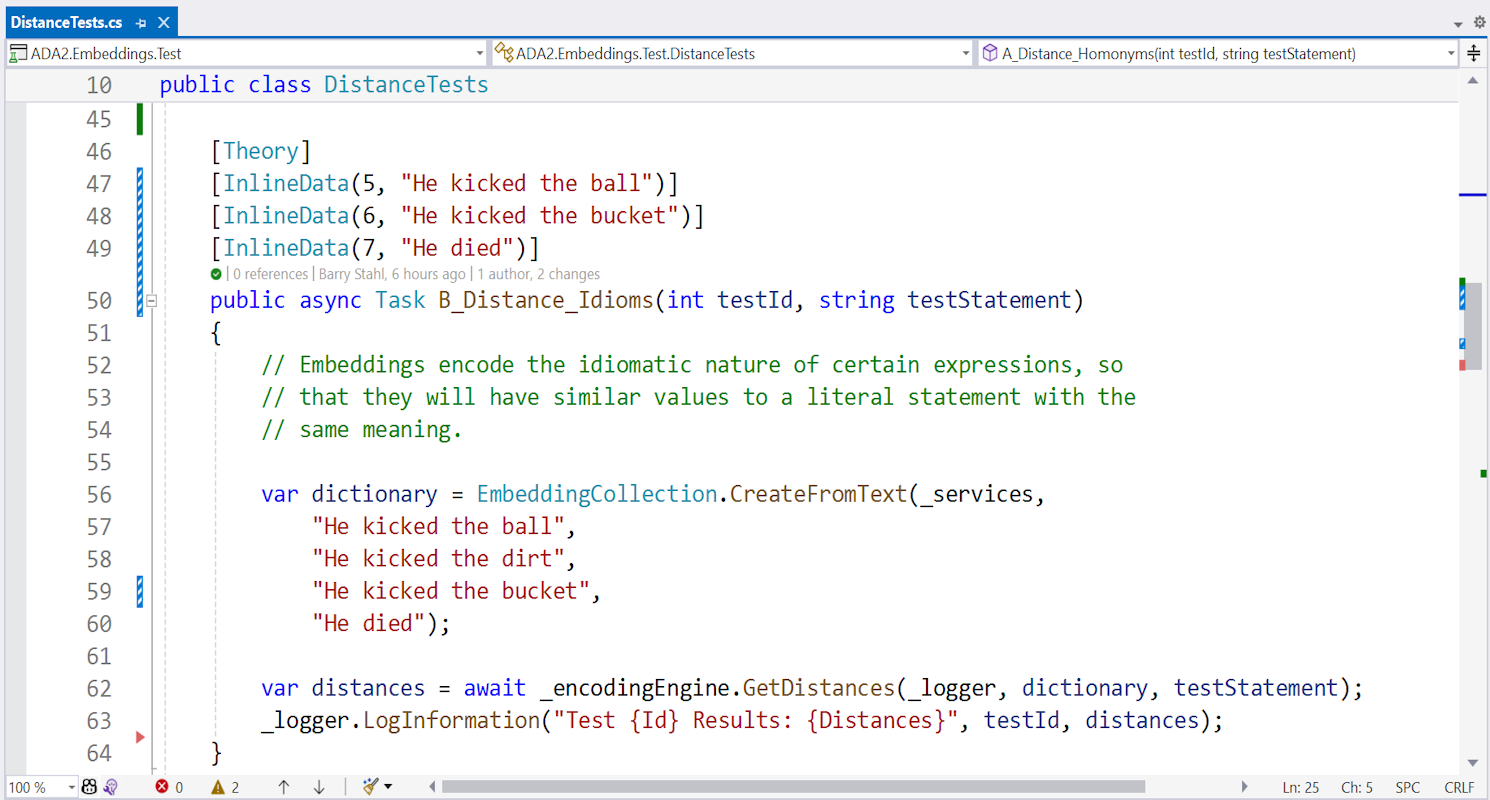 DistanceTests.cs
ADA2.Embeddings.Test ADA2.Embeddings.Test.DistanceTests A_Distance_Homonyms(int testId, string testStatement)
10 public class DistanceTests
45
46 [Theory]
47 [InlineData(5, "He kicked the ball")]
48 [InlineData(6, "He kicked the bucket")]
49 [InlineData(7, "He died")]
| 0 references | Barry Stahl, 6 hours ago | 1 author, 2 changes
50 public async Task B_Distance_Idioms(int testId, string testStatement)
51 {
52 // Embeddings encode the idiomatic nature of certain expressions, so
53 // that they will have similar values to a literal statement with the
54 // same meaning.
55
56 var dictionary = EmbeddingCollection.CreateFromText(_services,
57 "He kicked the ball",
58 "He kicked the dirt",
59 "He kicked the bucket",
60 "He died");
61
62 var distances = await _encodingEngine.GetDistances(_logger, dictionary, testStatement);
63 _logger.LogInformation("Test {Id} Results: {Distances}", testId, distances);
64 }
100 % 0 2 Ln: 25 Ch: 5 SPC CRLF